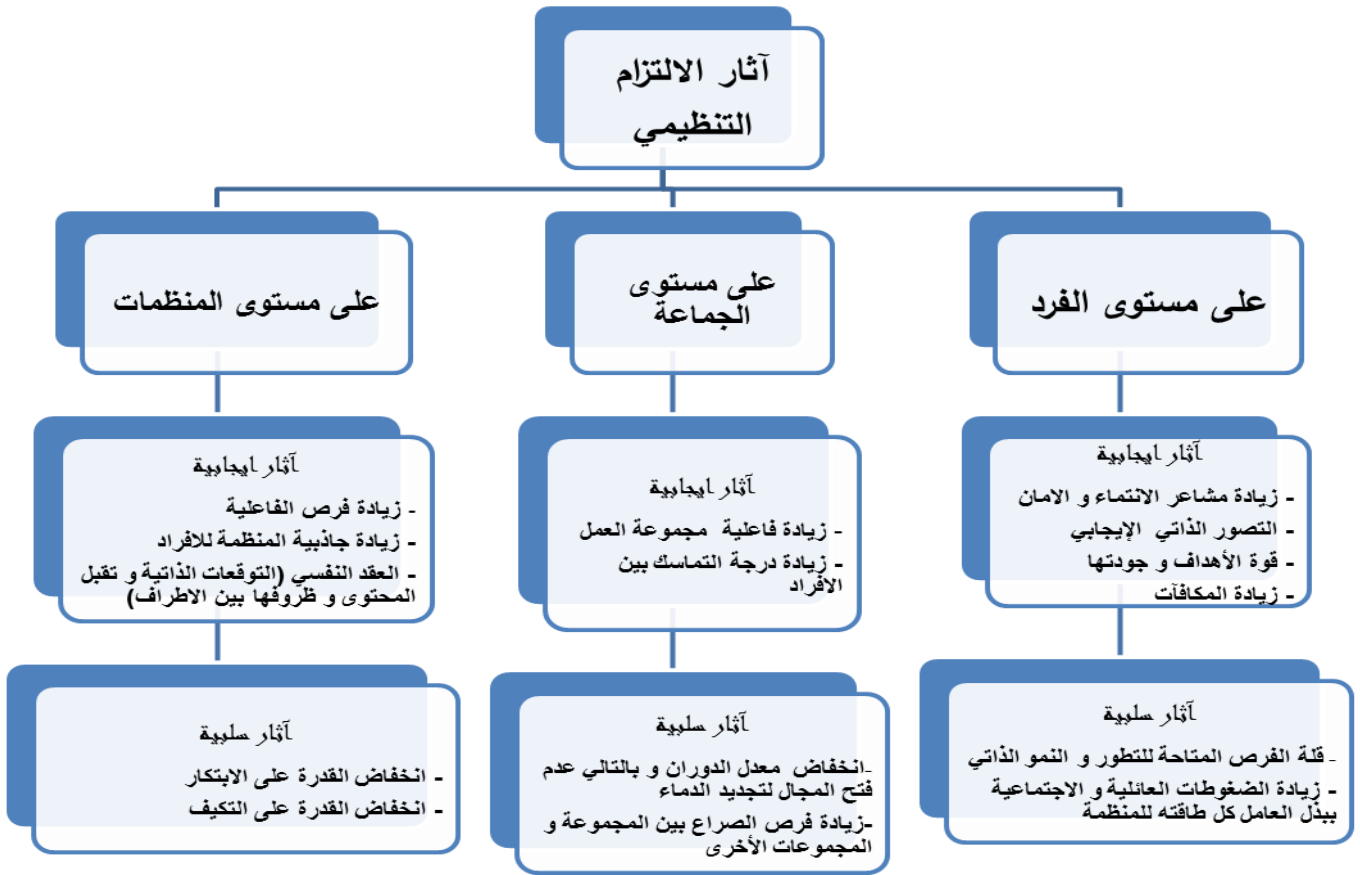 آثار الالتزام
التنظيمي
على مستوى الفرد
آثار ايجابية
- زيادة مشاعر الانتماء و الامان
- التصور الذاتي الإيجابي
- قوة الأهداف و جودتها
- زيادة المكافآت
آثار سلبية
- قلة الفرص المتاحة للتطور و النمو الذاتي
- زيادة الضغوطات العائلية و الاجتماعية
ببذل العامل كل طاقته للمنظمة
على مستوى
الجماعة
آثار ايجابية
- زيادة فاعلية مجموعة العمل
- زيادة درجة التماسك بين
الافراد
آثار سلبية
-انخفاض معدل الدوران و بالتالي عدم
فتح المجال لتجديد الدماء
-زيادة فرص الصراع بين المجموعة و
المجموعات الأخرى
على مستوى المنظمات
آثار ايجابية
- زيادة فرص الفاعلية
- زيادة جاذبية المنظمة للافراد
- العقد النفسي (التوقعات الذاتية و تقبل
المحتوى و ظروفها بين الاطراف)
آثار سلبية
- انخفاض القدرة على الابتكار
- انخفاض القدرة على التكيف